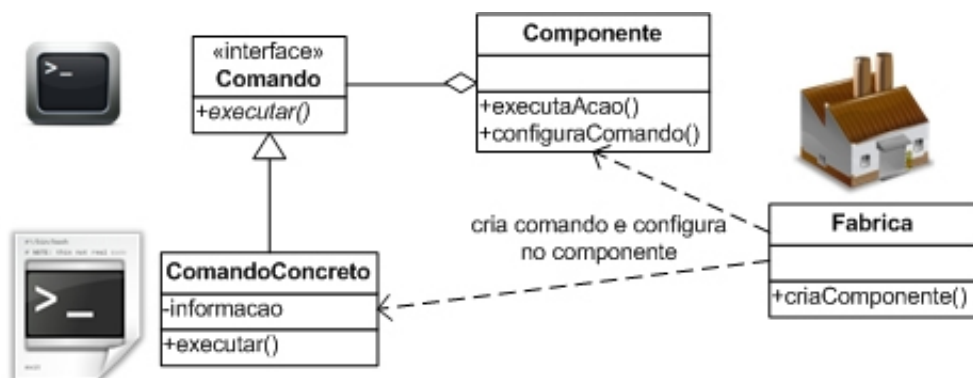 >_
«interface»
Comando
+executar()
Componente
+executaAcao()
+configuraComando()
cria comando e configura
no componente
Fabrica
+criaComponente()
>_
ComandoConcreto
-informacao
+executar()